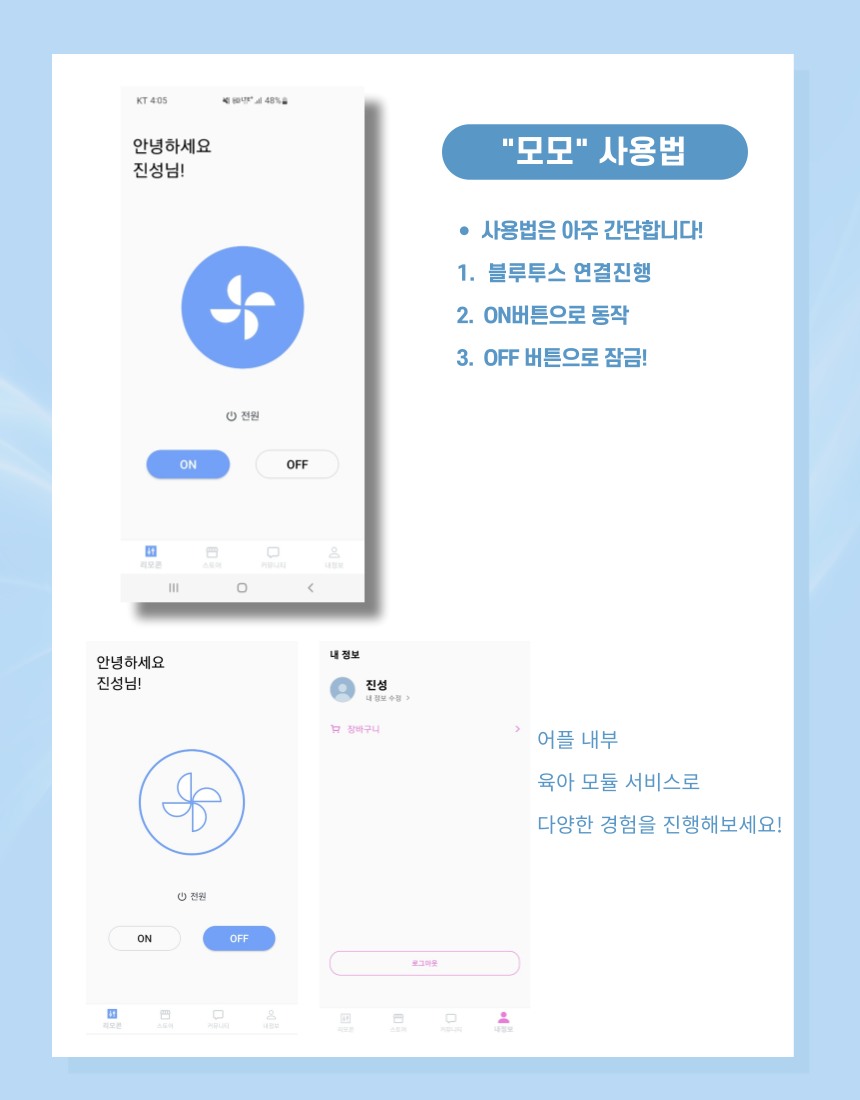 KT 4:05
48%
안녕하세요
진성님!
전원
ON
OFF
리모콘
스토어
커뮤니티
내정보
"모모" 사용법
• 사용법은 아주 간단합니다!
1. 블루투스 연결진행
2. ON버튼으로 동작
3. OFF 버튼으로 잠금!
안녕하세요
진성님!
전원
ON
OFF
리모콘
스토어
커뮤니티
내정보
내 정보
진성
내 정보 수정 >
장바구니 >
로그아웃
리모콘
스토어
커뮤니티
내정보
어플 내부
육아 모듈 서비스로
다양한 경험을 진행해보세요!